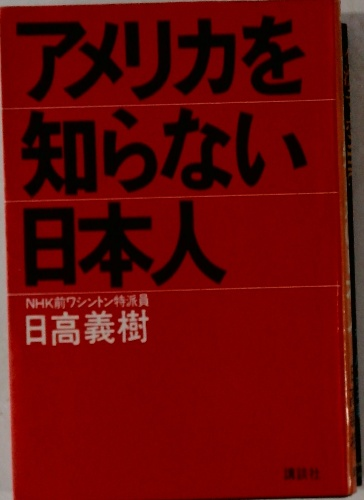 アメリカを
知らない
日本人
NHK前ワシントン特派員
日高義樹
講談社